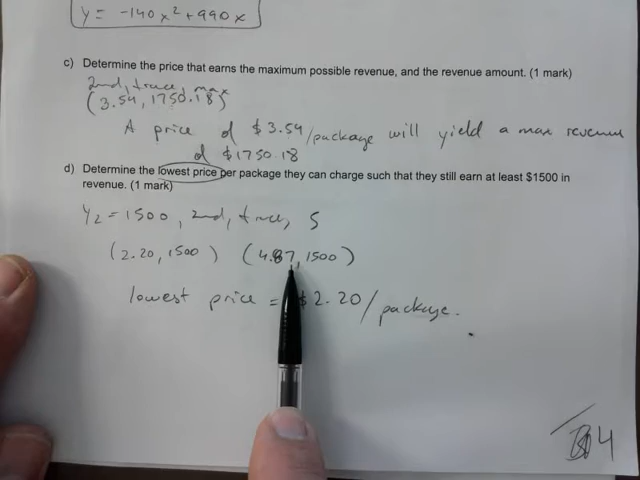 y = -140x² + 990x
c) Determine the price that earns the maximum possible revenue, and the revenue amount. (1 mark)
2nd, trace, max
(3.54, 1750.18)
A price of $3.54/package will yield a max revenue
of $1750.18
d) Determine the lowest price per package they can charge such that they still earn at least $1500 in
revenue. (1 mark)
y₂ = 1500, 2nd, trace, 5
(2.20, 1500) (4.87, 1500)
lowest price = $2.20/package.
4